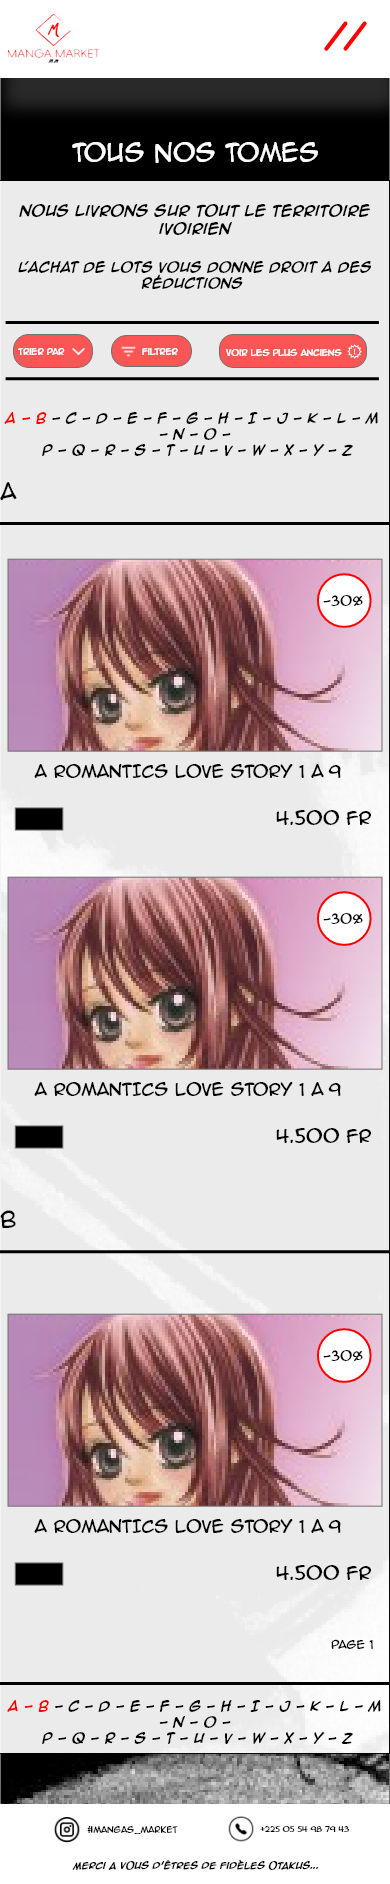 M
MANGA MARKET
TOUS NOS TOMES
NOUS LIVRONS SUR TOUT LE TERRITOIRE
IVOIRIEN
L'ACHAT DE LOTS VOUS DONNE DROIT A DES
RÉDUCTIONS
TRIER PAR FILTRER VOIR LES PLUS ANCIENS
A - B - C - D - E - F - G - H - I - J - K - L - M
- N - O -
P - Q - R - S - T - U - V - W - X - Y - Z
A
-30%
A ROMANTICS LOVE STORY 1 A 9
4.500 FR
-30%
A ROMANTICS LOVE STORY 1 A 9
4.500 FR
B
-30%
A ROMANTICS LOVE STORY 1 A 9
4.500 FR
PAGE 1
A - B - C - D - E - F - G - H - I - J - K - L - M
- N - O -
P - Q - R - S - T - U - V - W - X - Y - Z
#MANGAS_MARKET +225 05 54 98 79 43
MERCI A VOUS D'ÊTRES DE FIDÈLES OTAKUS...